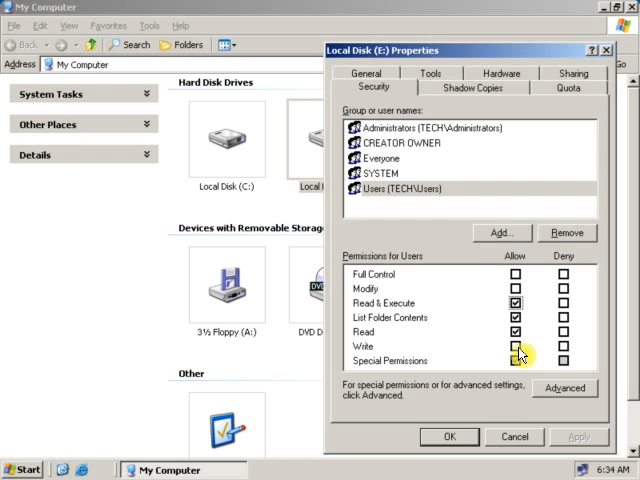 My Computer
File Edit View Favorites Tools Help
Back Search Folders
Address My Computer Go
System Tasks
Other Places
Details
Hard Disk Drives
Local Disk (C:)
Local
Devices with Removable Storage
3½ Floppy (A:)
DVD
Other
Local Disk (E:) Properties
General Tools Hardware Sharing
Security Shadow Copies Quota
Group or user names:
Administrators (TECH\Administrators)
CREATOR OWNER
Everyone
SYSTEM
Users (TECH\Users)
Add... Remove
Permissions for Users Allow Deny
Full Control
Modify
Read & Execute
List Folder Contents
Read
Write
Special Permissions
For special permissions or for advanced settings,
click Advanced.
Advanced
OK Cancel Apply
Start My Computer 6:34 AM